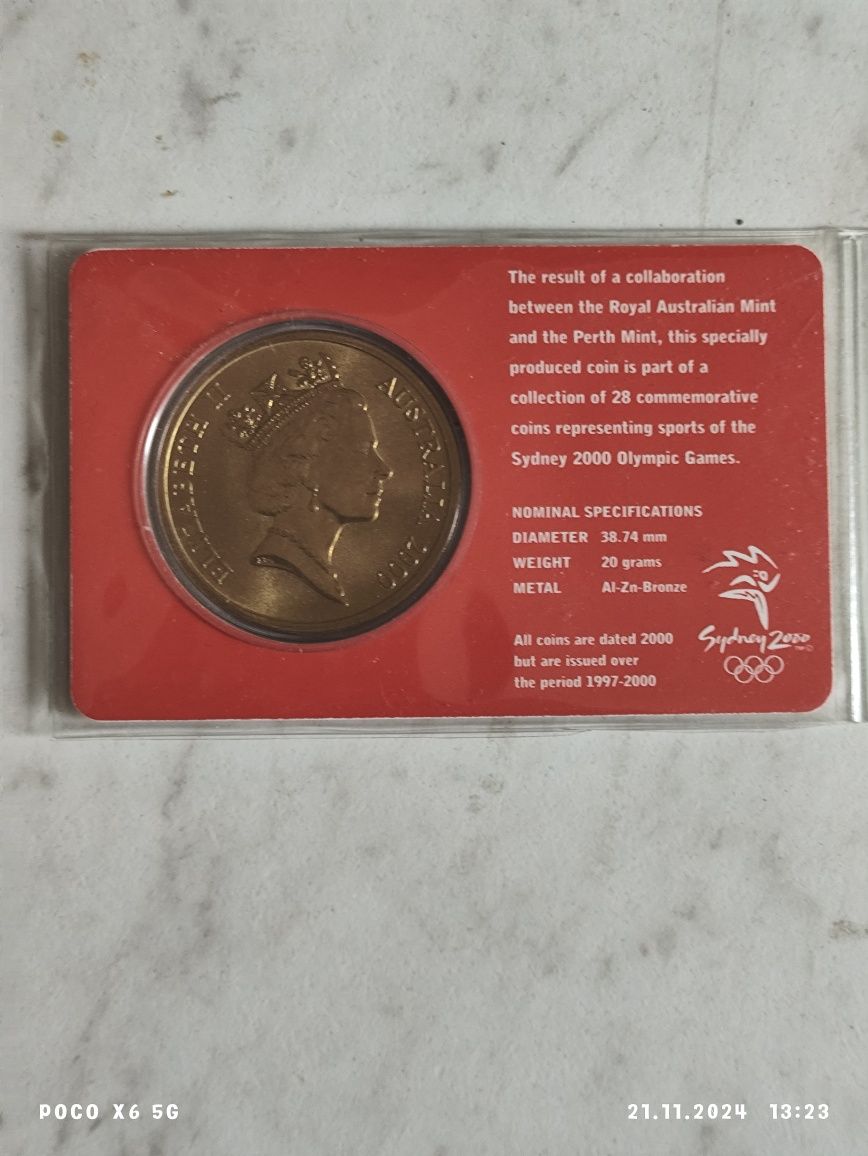 ELIZABETH II
AUSTRALIA 2000
The result of a collaboration
between the Royal Australian Mint
and the Perth Mint, this specially
produced coin is part of a
collection of 28 commemorative
coins representing sports of the
Sydney 2000 Olympic Games.
NOMINAL SPECIFICATIONS
DIAMETER 38.74 mm
WEIGHT 20 grams
METAL Al-Zn-Bronze
All coins are dated 2000
but are issued over
the period 1997-2000
Sydney 2000
POCO X6 5G
21.11.2024 13:23